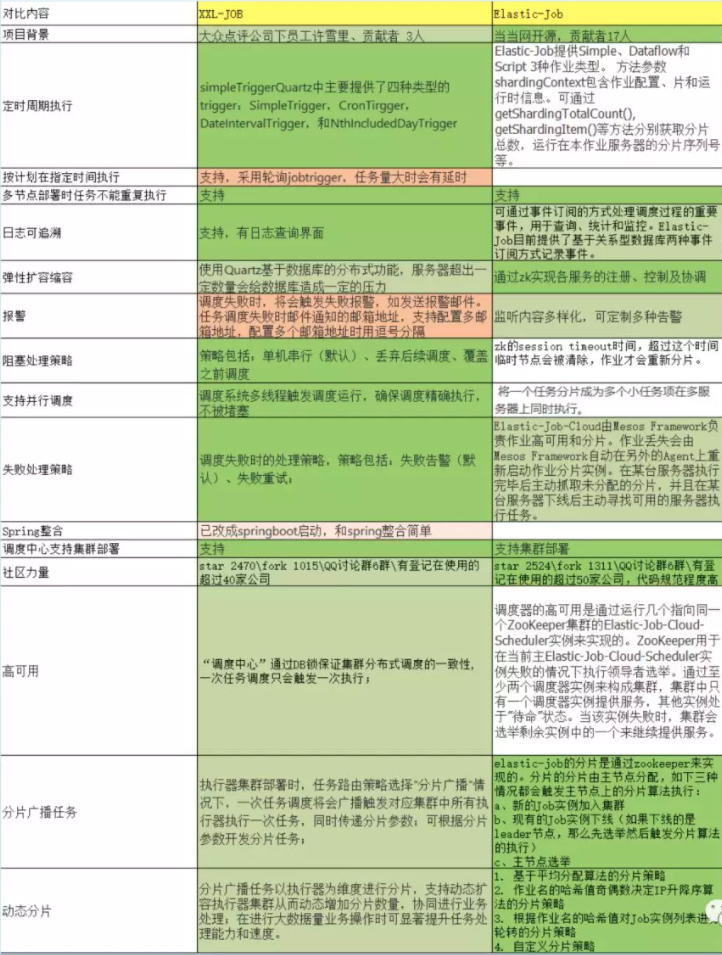 对比内容 XXL-JOB Elastic-Job
项目背景 大众点评公司下员工许雪里、贡献者 3人 当当网开源，贡献者17人
定时周期执行
simpleTriggerQuartz中主要提供了四种类型的
trigger：SimpleTrigger，CronTirgger，
DateIntervalTrigger，和NthIncludedDayTrigger
Elastic-Job提供Simple、Dataflow和
Script 3种作业类型。 方法参数
shardingContext包含作业配置、片和运
行时信息。可通过
getShardingTotalCount(),
getShardingItem()等方法分别获取分片
总数，运行在本作业服务器的分片序列号
等。
按计划在指定时间执行 支持，采用轮询jobtrigger，任务量大时会有延时
多节点部署时任务不能重复执行 支持 支持
日志可追溯
支持，有日志查询界面
可通过事件订阅的方式处理调度过程的重要
事件，用于查询、统计和监控。Elastic-
Job目前提供了基于关系型数据库两种事件
订阅方式记录事件。
弹性扩容缩容
使用Quartz基于数据库的分布式功能，服务器超出一
定数量会给数据库造成一定的压力
通过zk实现各服务的注册、控制及协调
报警
调度失败时，将会触发失败报警，如发送报警邮件。
任务调度失败时邮件通知的邮箱地址，支持配置多邮
箱地址，配置多个邮箱地址时用逗号分隔
监听内容多样化，可定制多种告警
阻塞处理策略
策略包括：单机串行（默认）、丢弃后续调度、覆盖
之前调度
zk的session timeout时间，超过这个时间
临时节点会被清除，作业才会重新分片。
支持并行调度
调度系统多线程触发调度运行，确保调度精确执行，
不被堵塞
将一个任务分片成为多个小任务项在多服
务器上同时执行。
失败处理策略
调度失败时的处理策略，策略包括：失败告警（默
认）、失败重试；
Elastic-Job-Cloud由Mesos Framework负
责作业高可用和分片。作业丢失会由
Mesos Framework自动在另外的Agent上重
新启动作业分片实例。在某台服务器执行
完毕后主动抓取未分配的分片，并且在某
台服务器下线后主动寻找可用的服务器执
行任务。
Spring整合 已改成springboot启动，和spring整合简单
调度中心支持集群部署 支持 支持集群部署
社区力量
star 2470\fork 1015\QQ讨论群6群\有登记在使用的
超过40家公司
star 2524\fork 1311\QQ讨论群6群\有登
记在使用的超过50家公司，代码规范程度高
高可用
“调度中心”通过DB锁保证集群分布式调度的一致性,
一次任务调度只会触发一次执行；
调度器的高可用是通过运行几个指向同一
个ZooKeeper集群的Elastic-Job-Cloud-
Scheduler实例来实现的。ZooKeeper用于
在当前主Elastic-Job-Cloud-Scheduler实
例失败的情况下执行领导者选举。通过至
少两个调度器实例来构成集群，集群中只
有一个调度器实例提供服务，其他实例处
于"待命"状态。当该实例失败时，集群会
选举剩余实例中的一个来继续提供服务。
分片广播任务
执行器集群部署时，任务路由策略选择"分片广播"情
况下，一次任务调度将会广播触发对应集群中所有执
行器执行一次任务，同时传递分片参数；可根据分片
参数开发分片任务；
elastic-job的分片是通过zookeeper来实
现的。分片的分片由主节点分配，如下三种
情况都会触发主节点上的分片算法执行：
a、新的Job实例加入集群
b、现有的Job实例下线（如果下线的是
leader节点，那么先选举然后触发分片算法
的执行）
c、主节点选举
动态分片
分片广播任务以执行器为维度进行分片，支持动态扩
容执行器集群从而动态增加分片数量，协同进行业务
处理；在进行大数据量业务操作时可显著提升任务处
理能力和速度。
1. 基于平均分配算法的分片策略
2. 作业名的哈希值奇偶数决定IP升降序算
法的分片策略
3. 根据作业名的哈希值对Job实例列表进
轮转的分片策略
4. 自定义分片策略